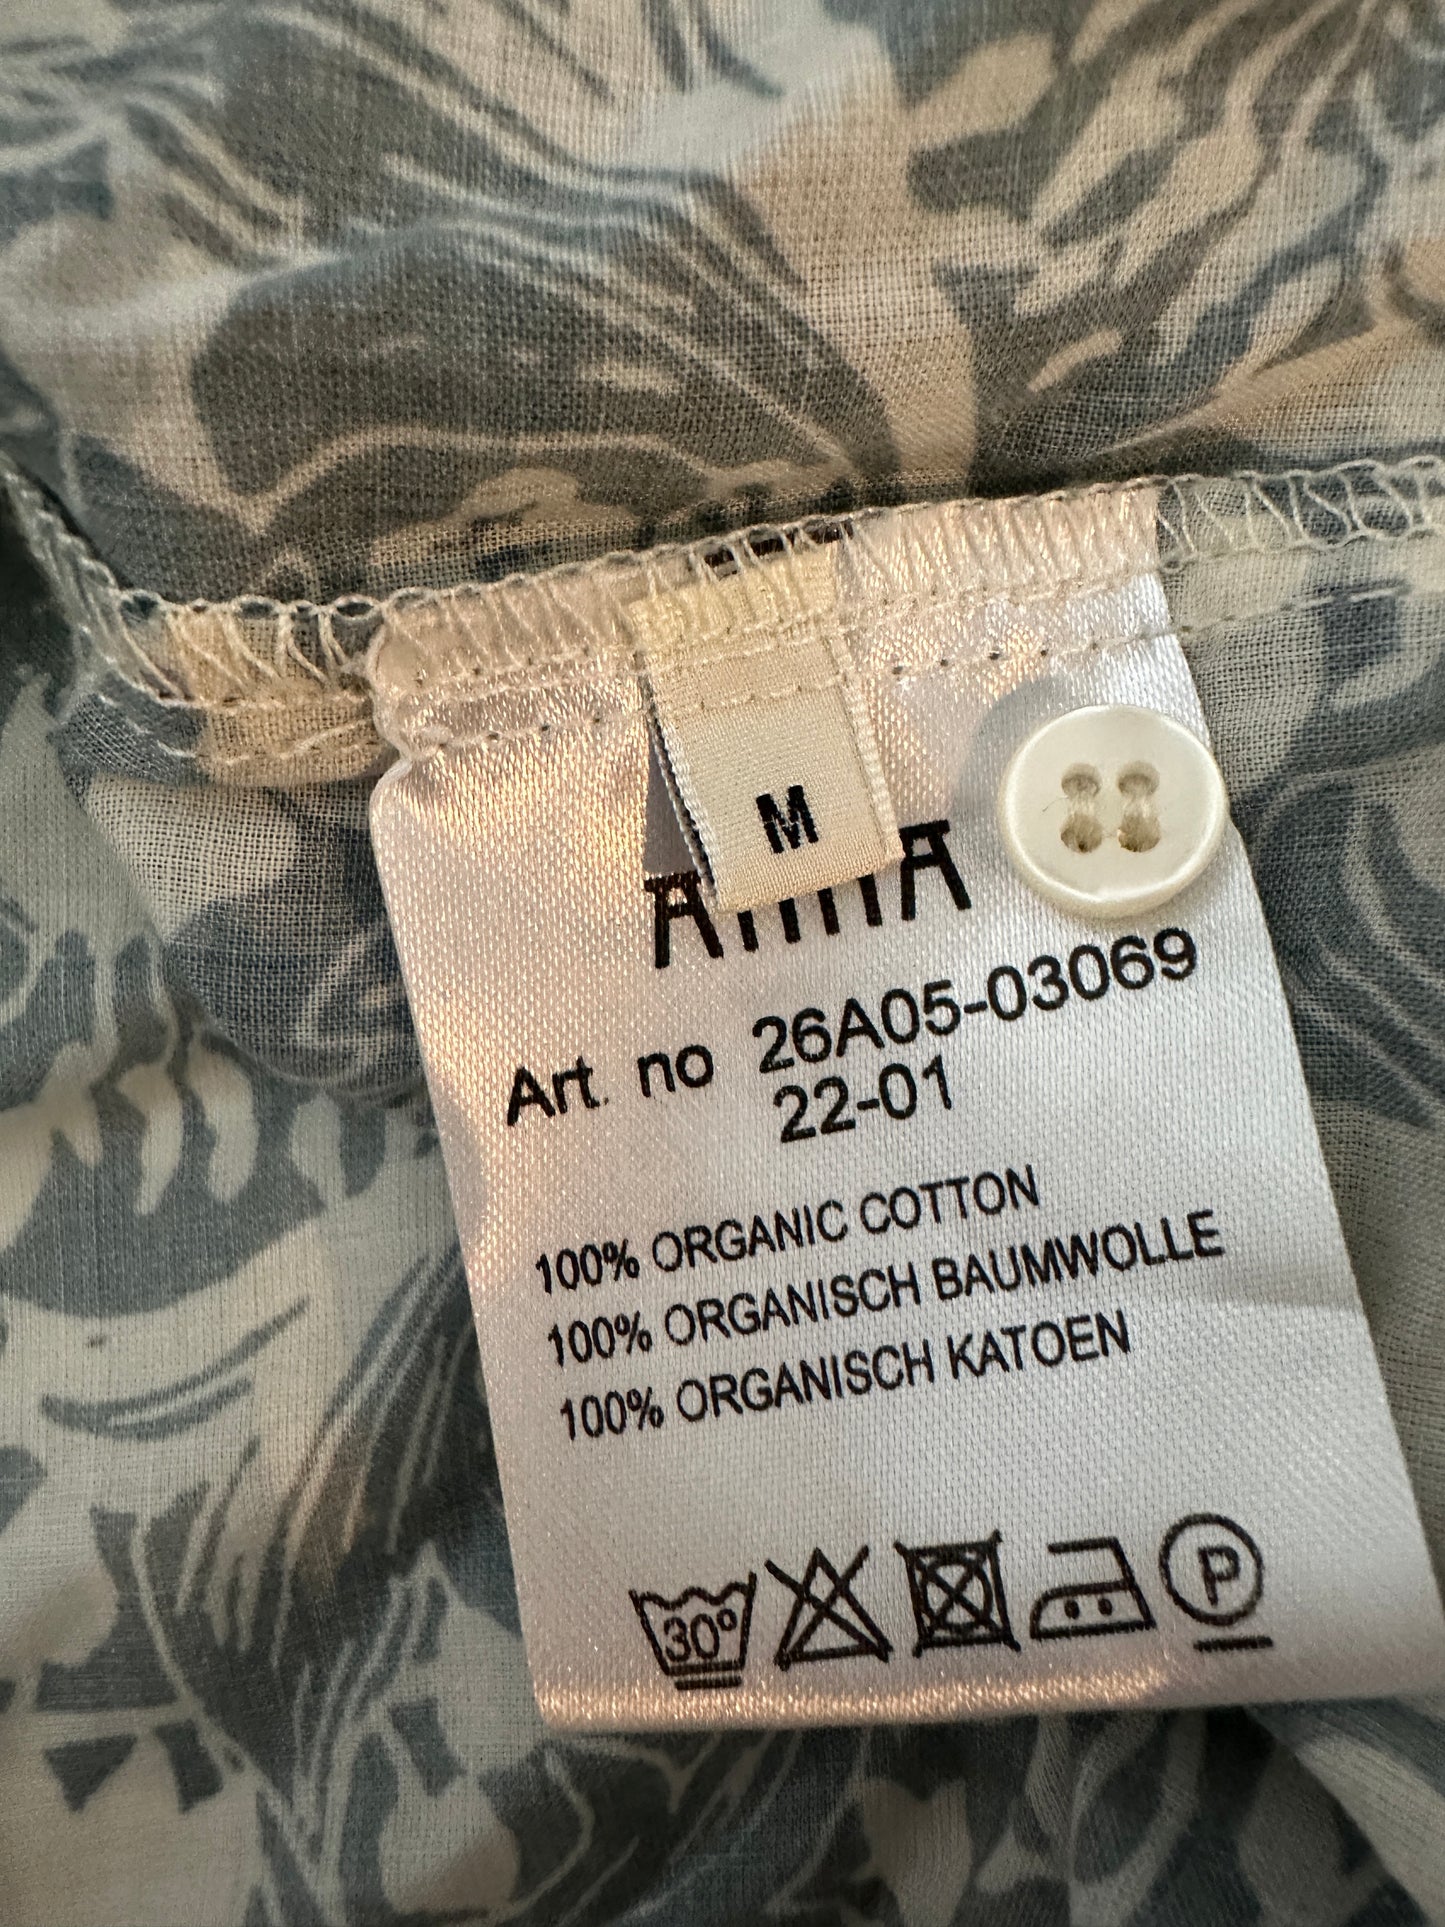 M
Art. no 26A05-03069
22-01
100% ORGANIC COTTON
100% ORGANISCH BAUMWOLLE
100% ORGANISCH KATOEN
30°
P